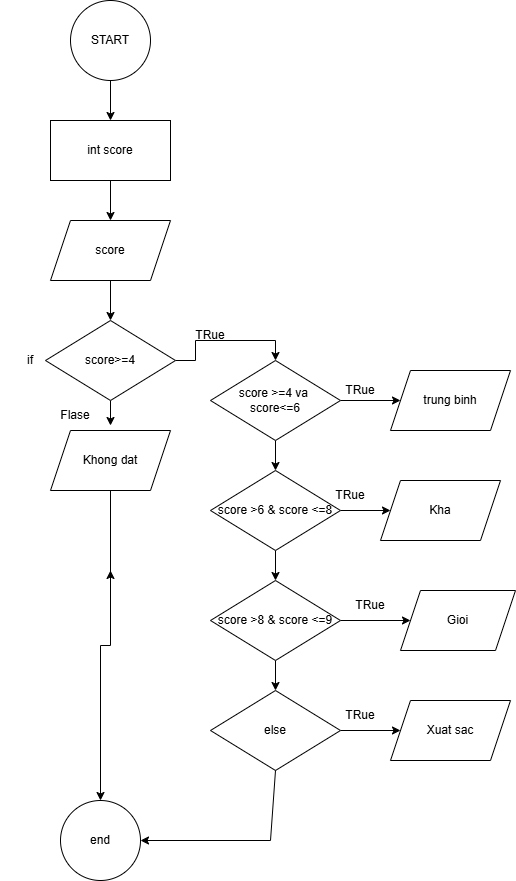 START
int score
score
if
score>=4
TRue
Flase
Khong dat
score >=4 va
score<=6
TRue
trung binh
score >6 & score <=8
TRue
Kha
score >8 & score <=9
TRue
Gioi
else
TRue
Xuat sac
end